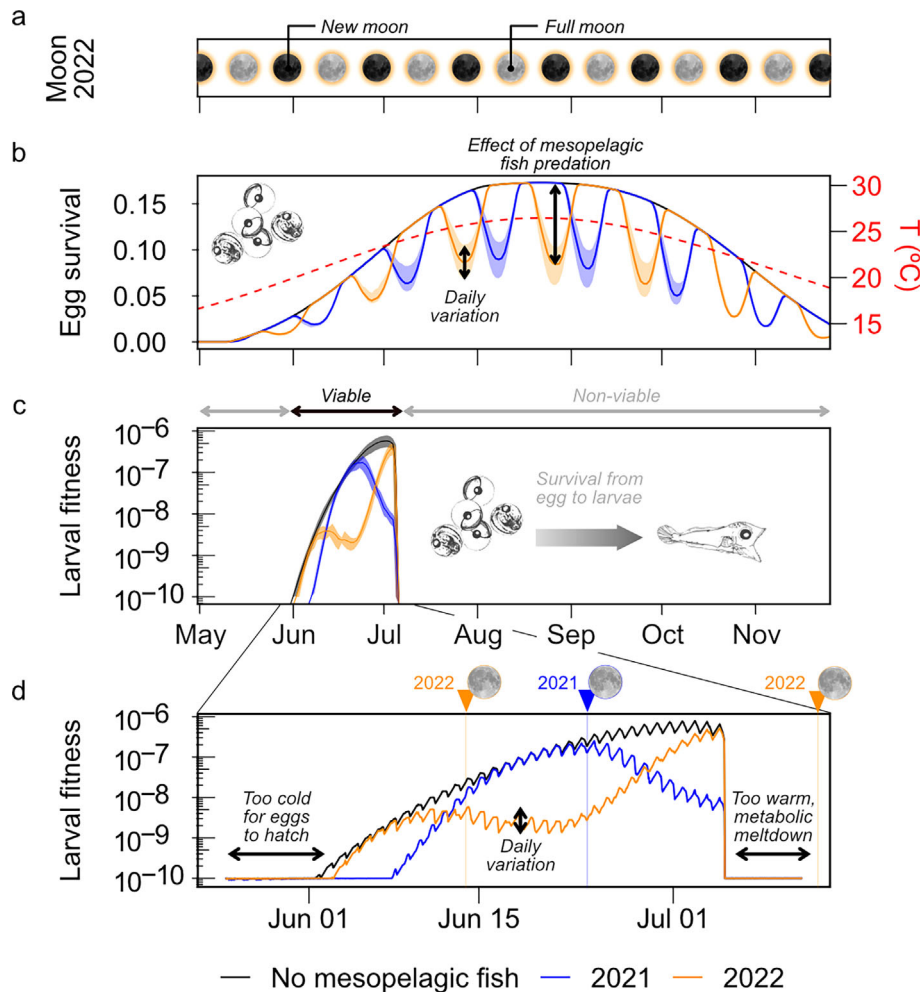 a
Moon
2022
New moon
Full moon
b
Effect of mesopelagic
fish predation
Egg survival
0.15
0.10
0.05
0.00
Daily
variation
30
25
20
15
T (ºC)
c
Viable
Non-viable
Larval fitness
10⁻⁶
10⁻⁷
10⁻⁸
10⁻⁹
10⁻¹⁰
Survival from
egg to larvae
May
Jun
Jul
Aug
Sep
Oct
Nov
d
2022
2021
2022
Larval fitness
10⁻⁶
10⁻⁷
10⁻⁸
10⁻⁹
10⁻¹⁰
Too cold
for eggs
to hatch
Daily
variation
Too warm,
metabolic
meltdown
Jun 01
Jun 15
Jul 01
No mesopelagic fish
2021
2022